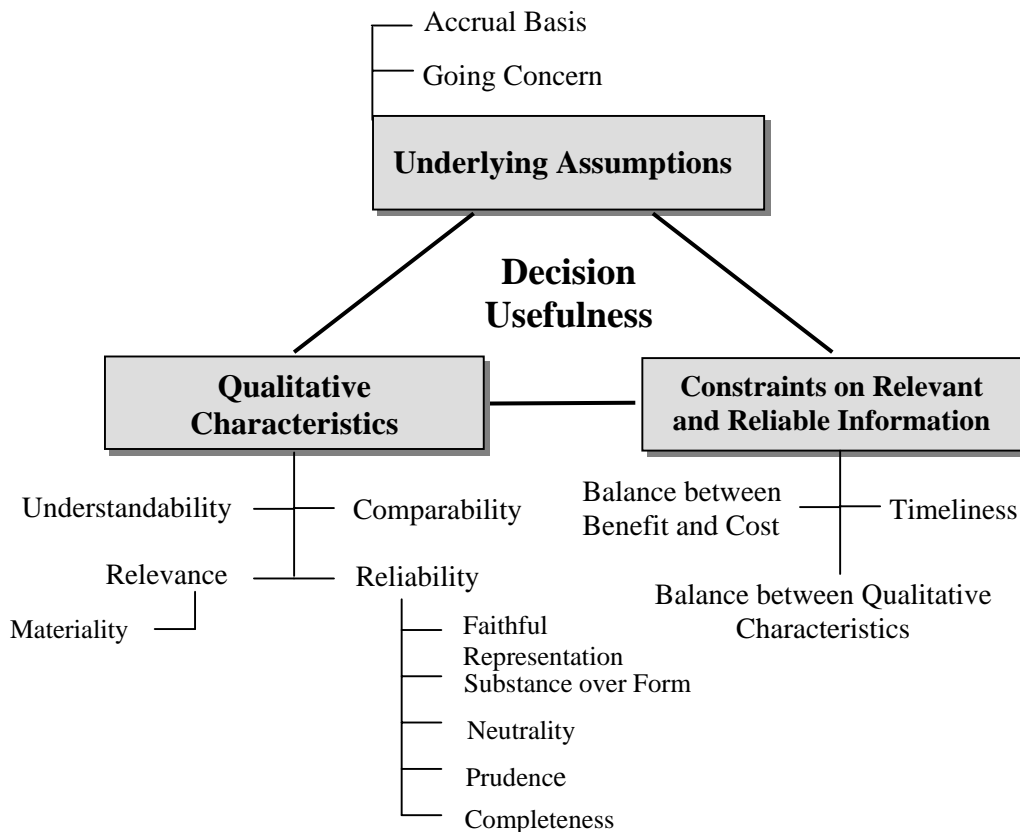 Accrual Basis
Going Concern
Underlying Assumptions
Decision
Usefulness
Qualitative
Characteristics
Constraints on Relevant
and Reliable Information
Understandability
Comparability
Relevance
Reliability
Materiality
Faithful
Representation
Substance over Form
Neutrality
Prudence
Completeness
Balance between
Benefit and Cost
Timeliness
Balance between Qualitative
Characteristics